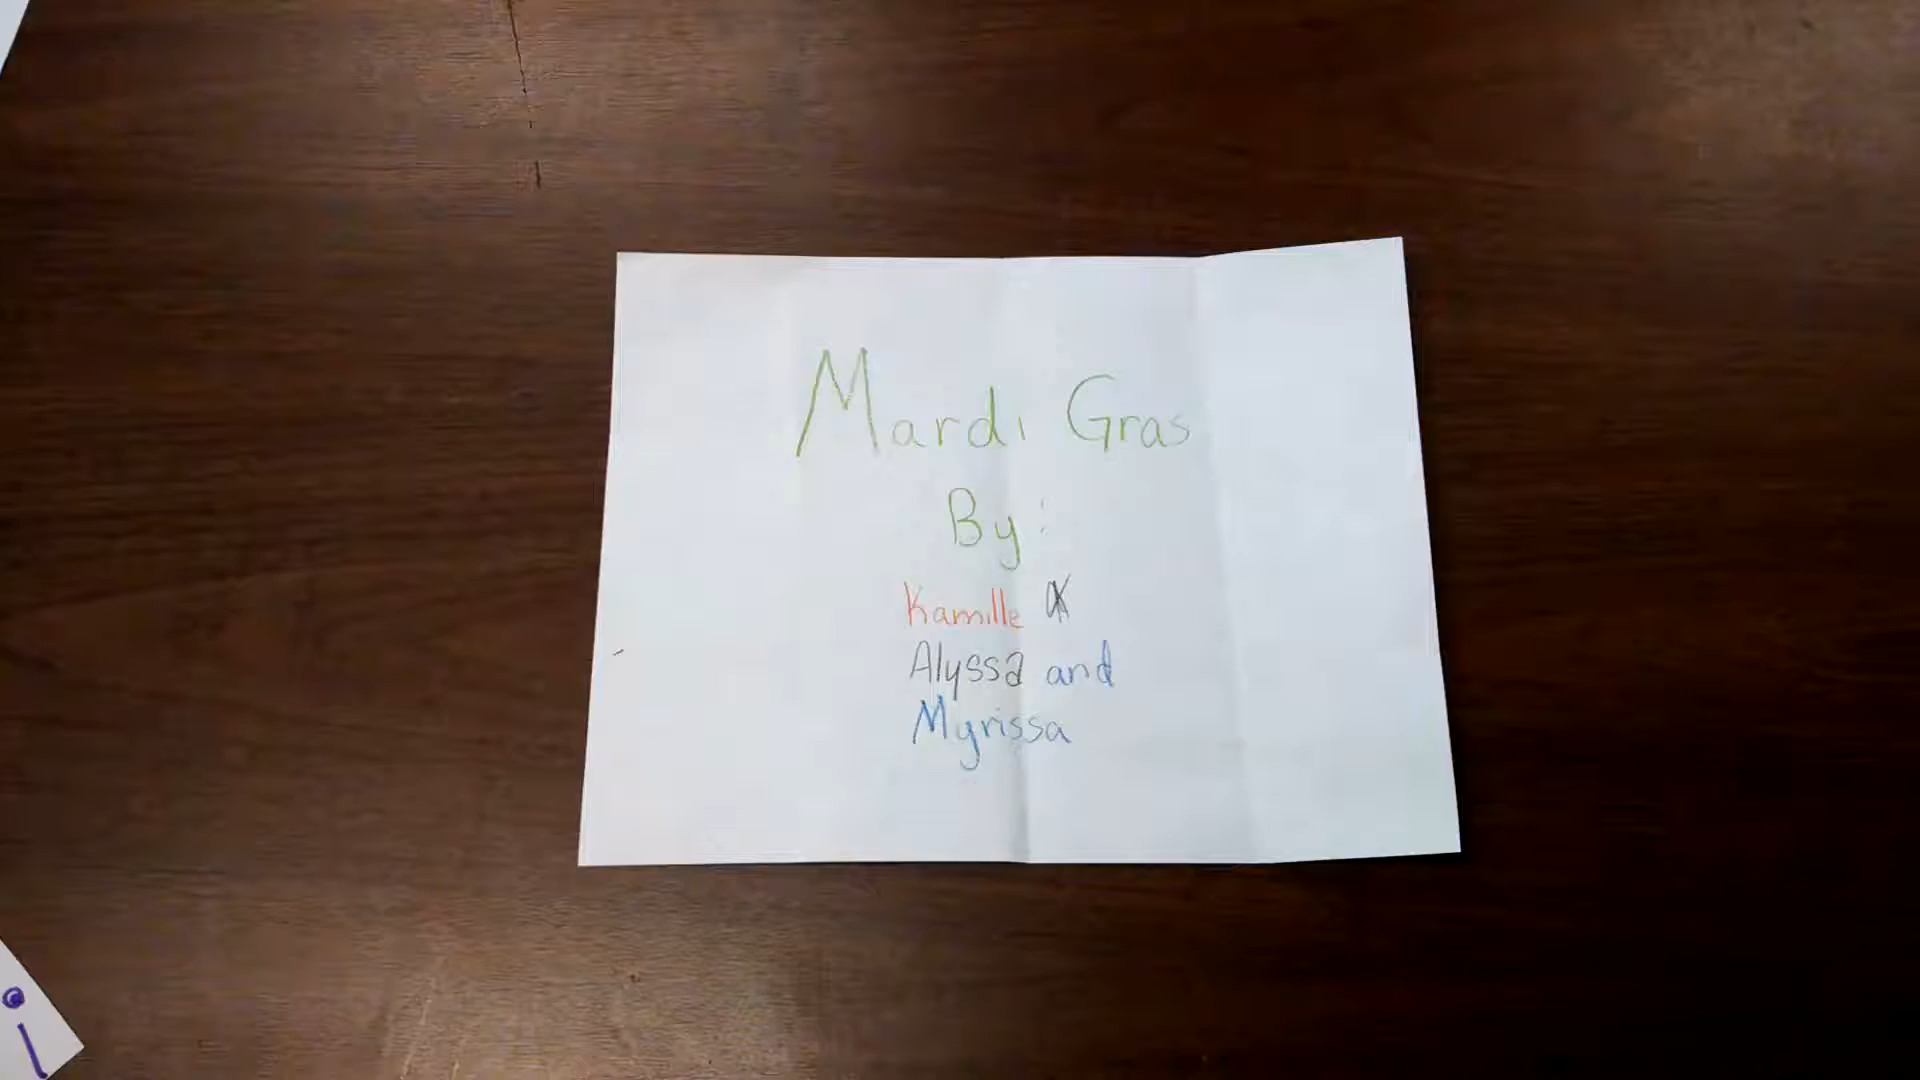 Mardi Gras
By:
Kamille
Alyssa and
Myrissa
i